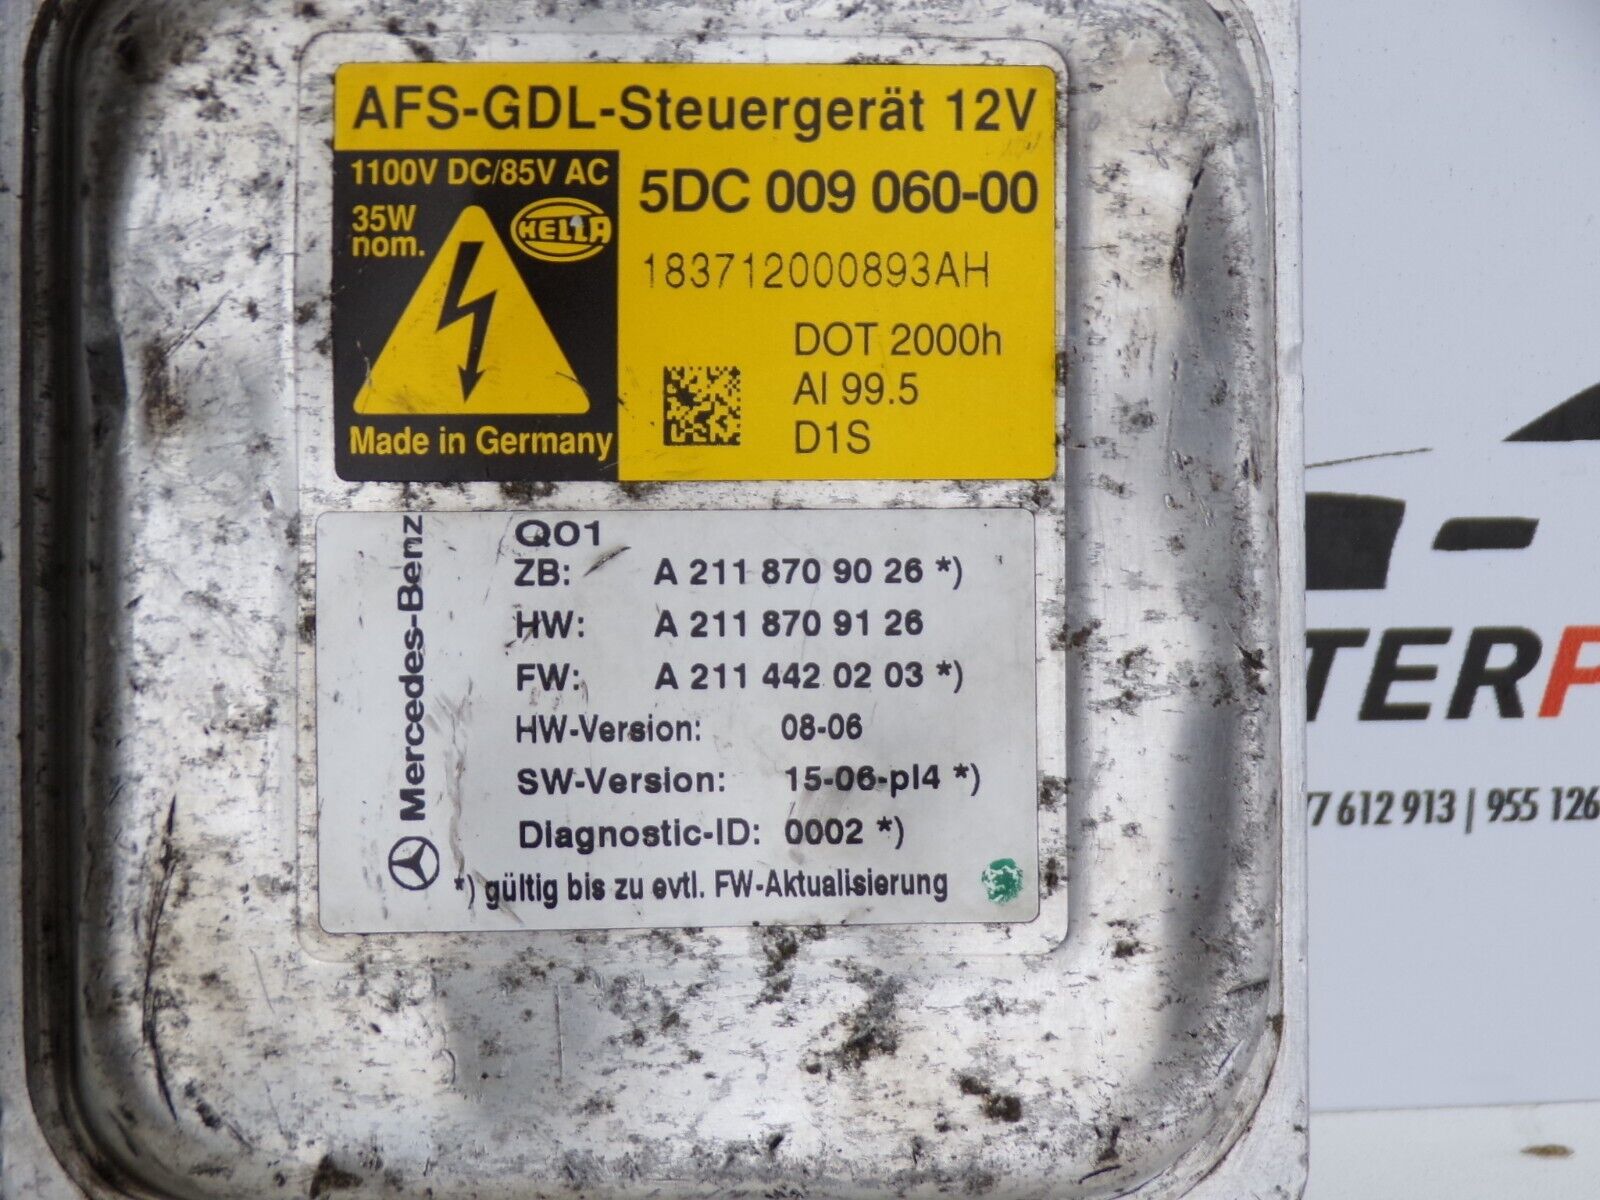 AFS-GDL-Steuergerät 12V
1100V DC/85V AC
35W
nom.
HELLA
Made in Germany
5DC 009 060-00
183712000893AH
DOT 2000h
AI 99.5
D1S
Mercedes-Benz
Q01
ZB: A 211 870 90 26 *)
HW: A 211 870 91 26
FW: A 211 442 02 03 *)
HW-Version: 08-06
SW-Version: 15-06-pl4 *)
Diagnostic-ID: 0002 *)
*) gültig bis zu evtl. FW-Aktualisierung
TERP
7 612 913 | 955 126